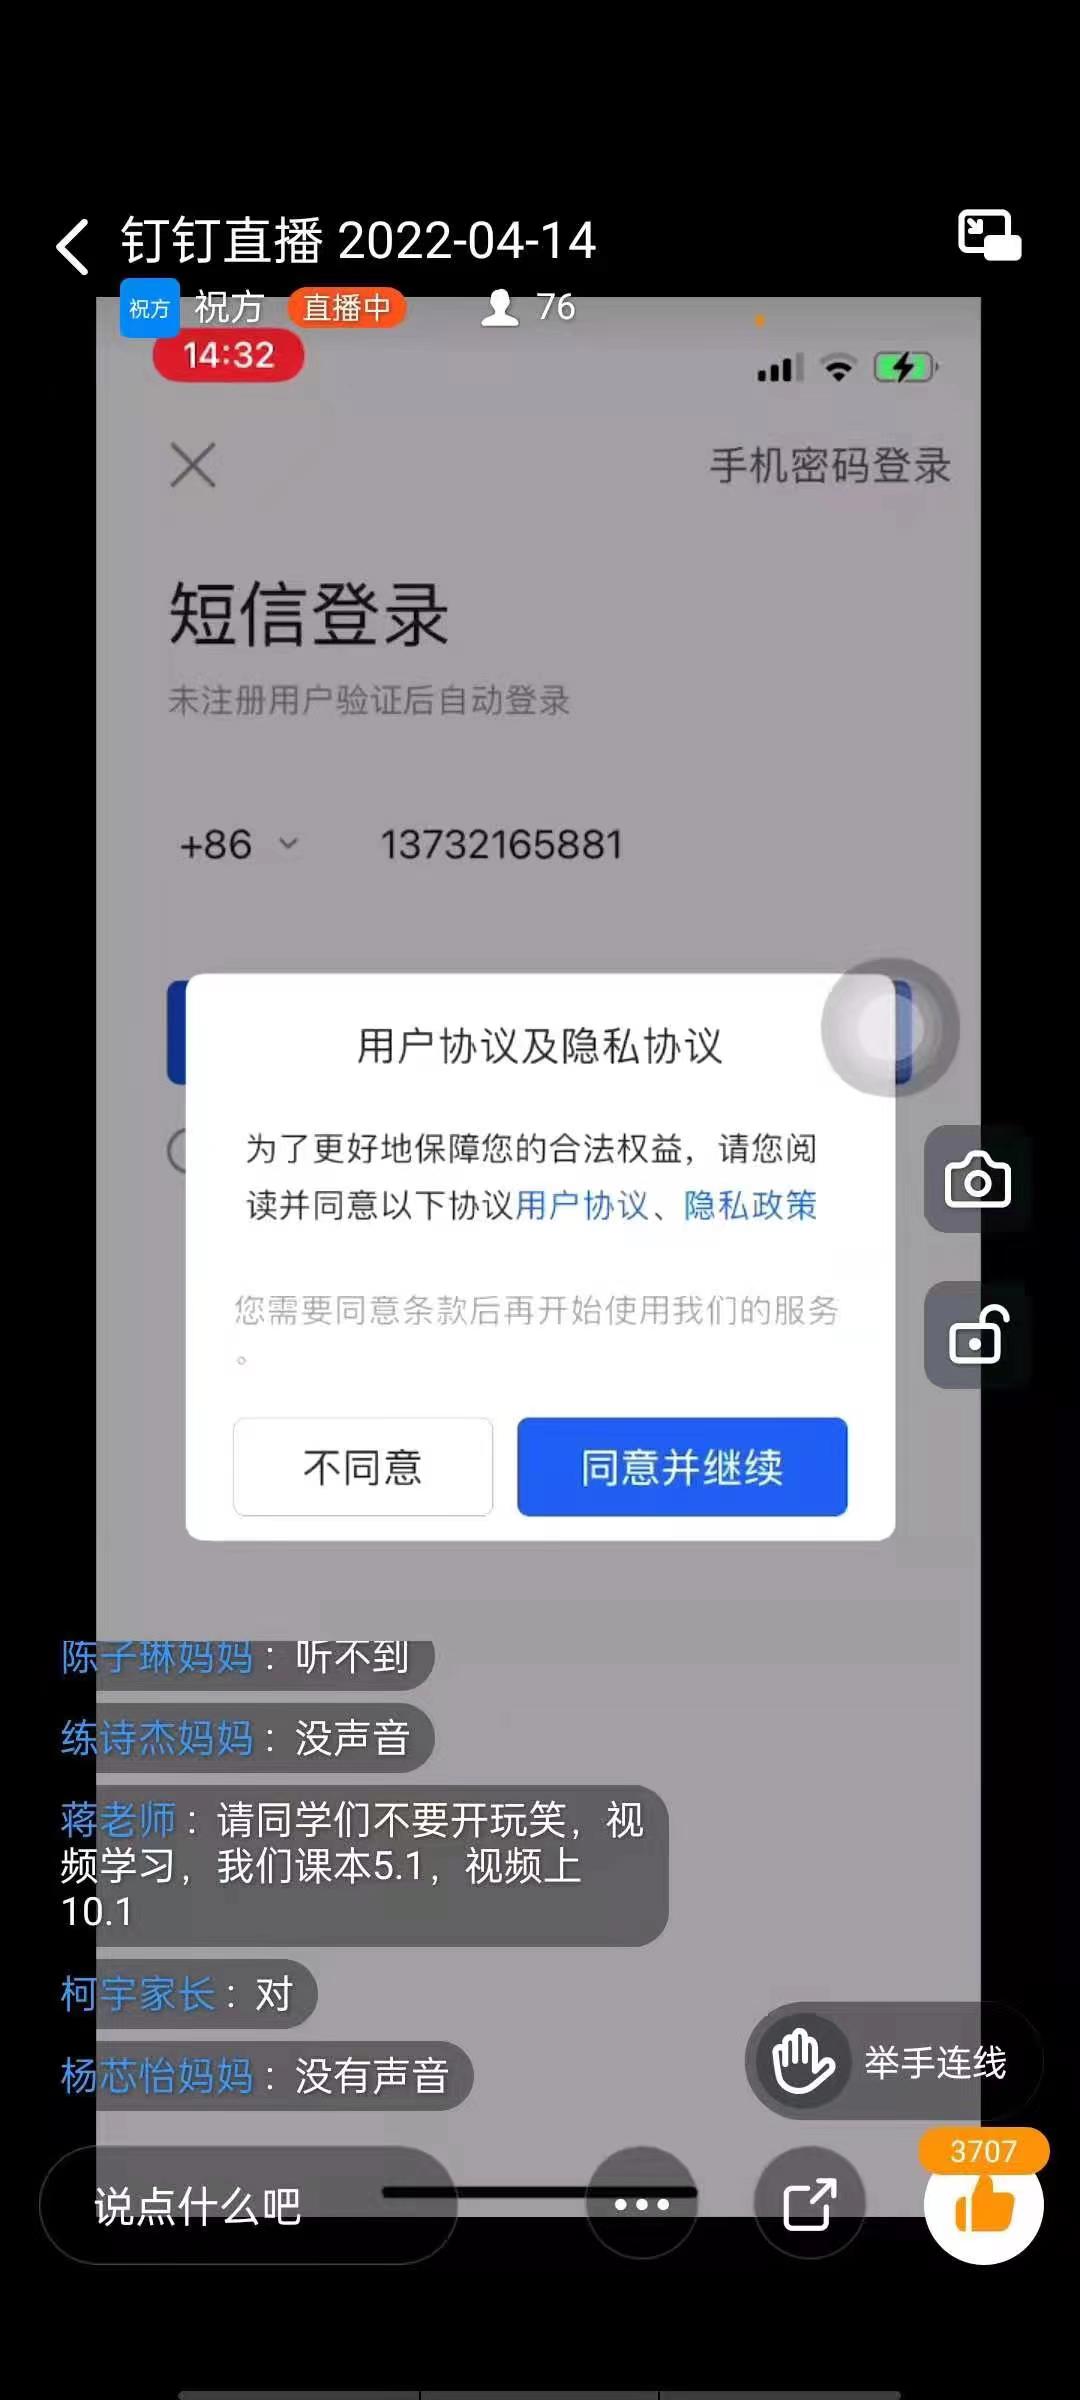 钉钉直播 2022-04-14
祝方 祝方 直播中 76
14:32
手机密码登录
短信登录
未注册用户验证后自动登录
+86 13732165881
用户协议及隐私协议
为了更好地保障您的合法权益，请您阅
读并同意以下协议用户协议、隐私政策
您需要同意条款后再开始使用我们的服务
。
不同意 同意并继续
陈子琳妈妈：听不到
练诗杰妈妈：没声音
蒋老师：请同学们不要开玩笑，视
频学习，我们课本5.1，视频上
10.1
柯宇家长：对
杨芯怡妈妈：没有声音
举手连线
3707
说点什么吧